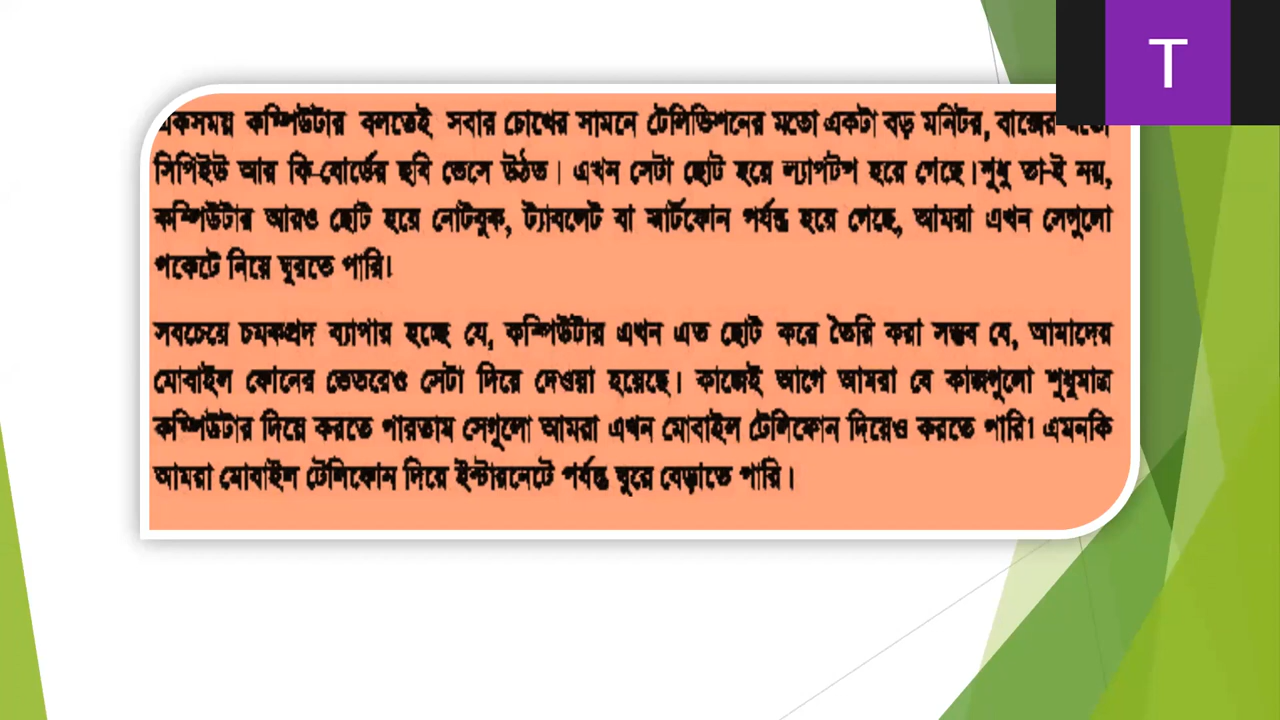 T
একসময় কম্পিউটার বলতেই সবার চোখের সামনে টেলিভিশনের মতো একটা বড় মনিটর, বাক্সের মতো
সিপিইউ আর কি-বোর্ডের ছবি ভেসে উঠত। এখন সেটা ছোট হয়ে ল্যাপটপ হয়ে গেছে। শুধু তা-ই নয়,
কম্পিউটার আরও ছোট হয়ে নোটবুক, ট্যাবলেট বা স্মার্টফোন পর্যন্ত হয়ে গেছে, আমরা এখন সেগুলো
পকেটে নিয়ে ঘুরতে পারি।
সবচেয়ে চমকপ্রদ ব্যাপার হচ্ছে যে, কম্পিউটার এখন এত ছোট করে তৈরি করা সম্ভব যে, আমাদের
মোবাইল ফোনের ভেতরেও সেটা দিয়ে দেওয়া হয়েছে। কাজেই আগে আমরা যে কাজগুলো শুধুমাত্র
কম্পিউটার দিয়ে করতে পারতাম সেগুলো আমরা এখন মোবাইল টেলিফোন দিয়েও করতে পারি। এমনকি
আমরা মোবাইল টেলিফোন দিয়ে ইন্টারনেটে পর্যন্ত ঘুরে বেড়াতে পারি।